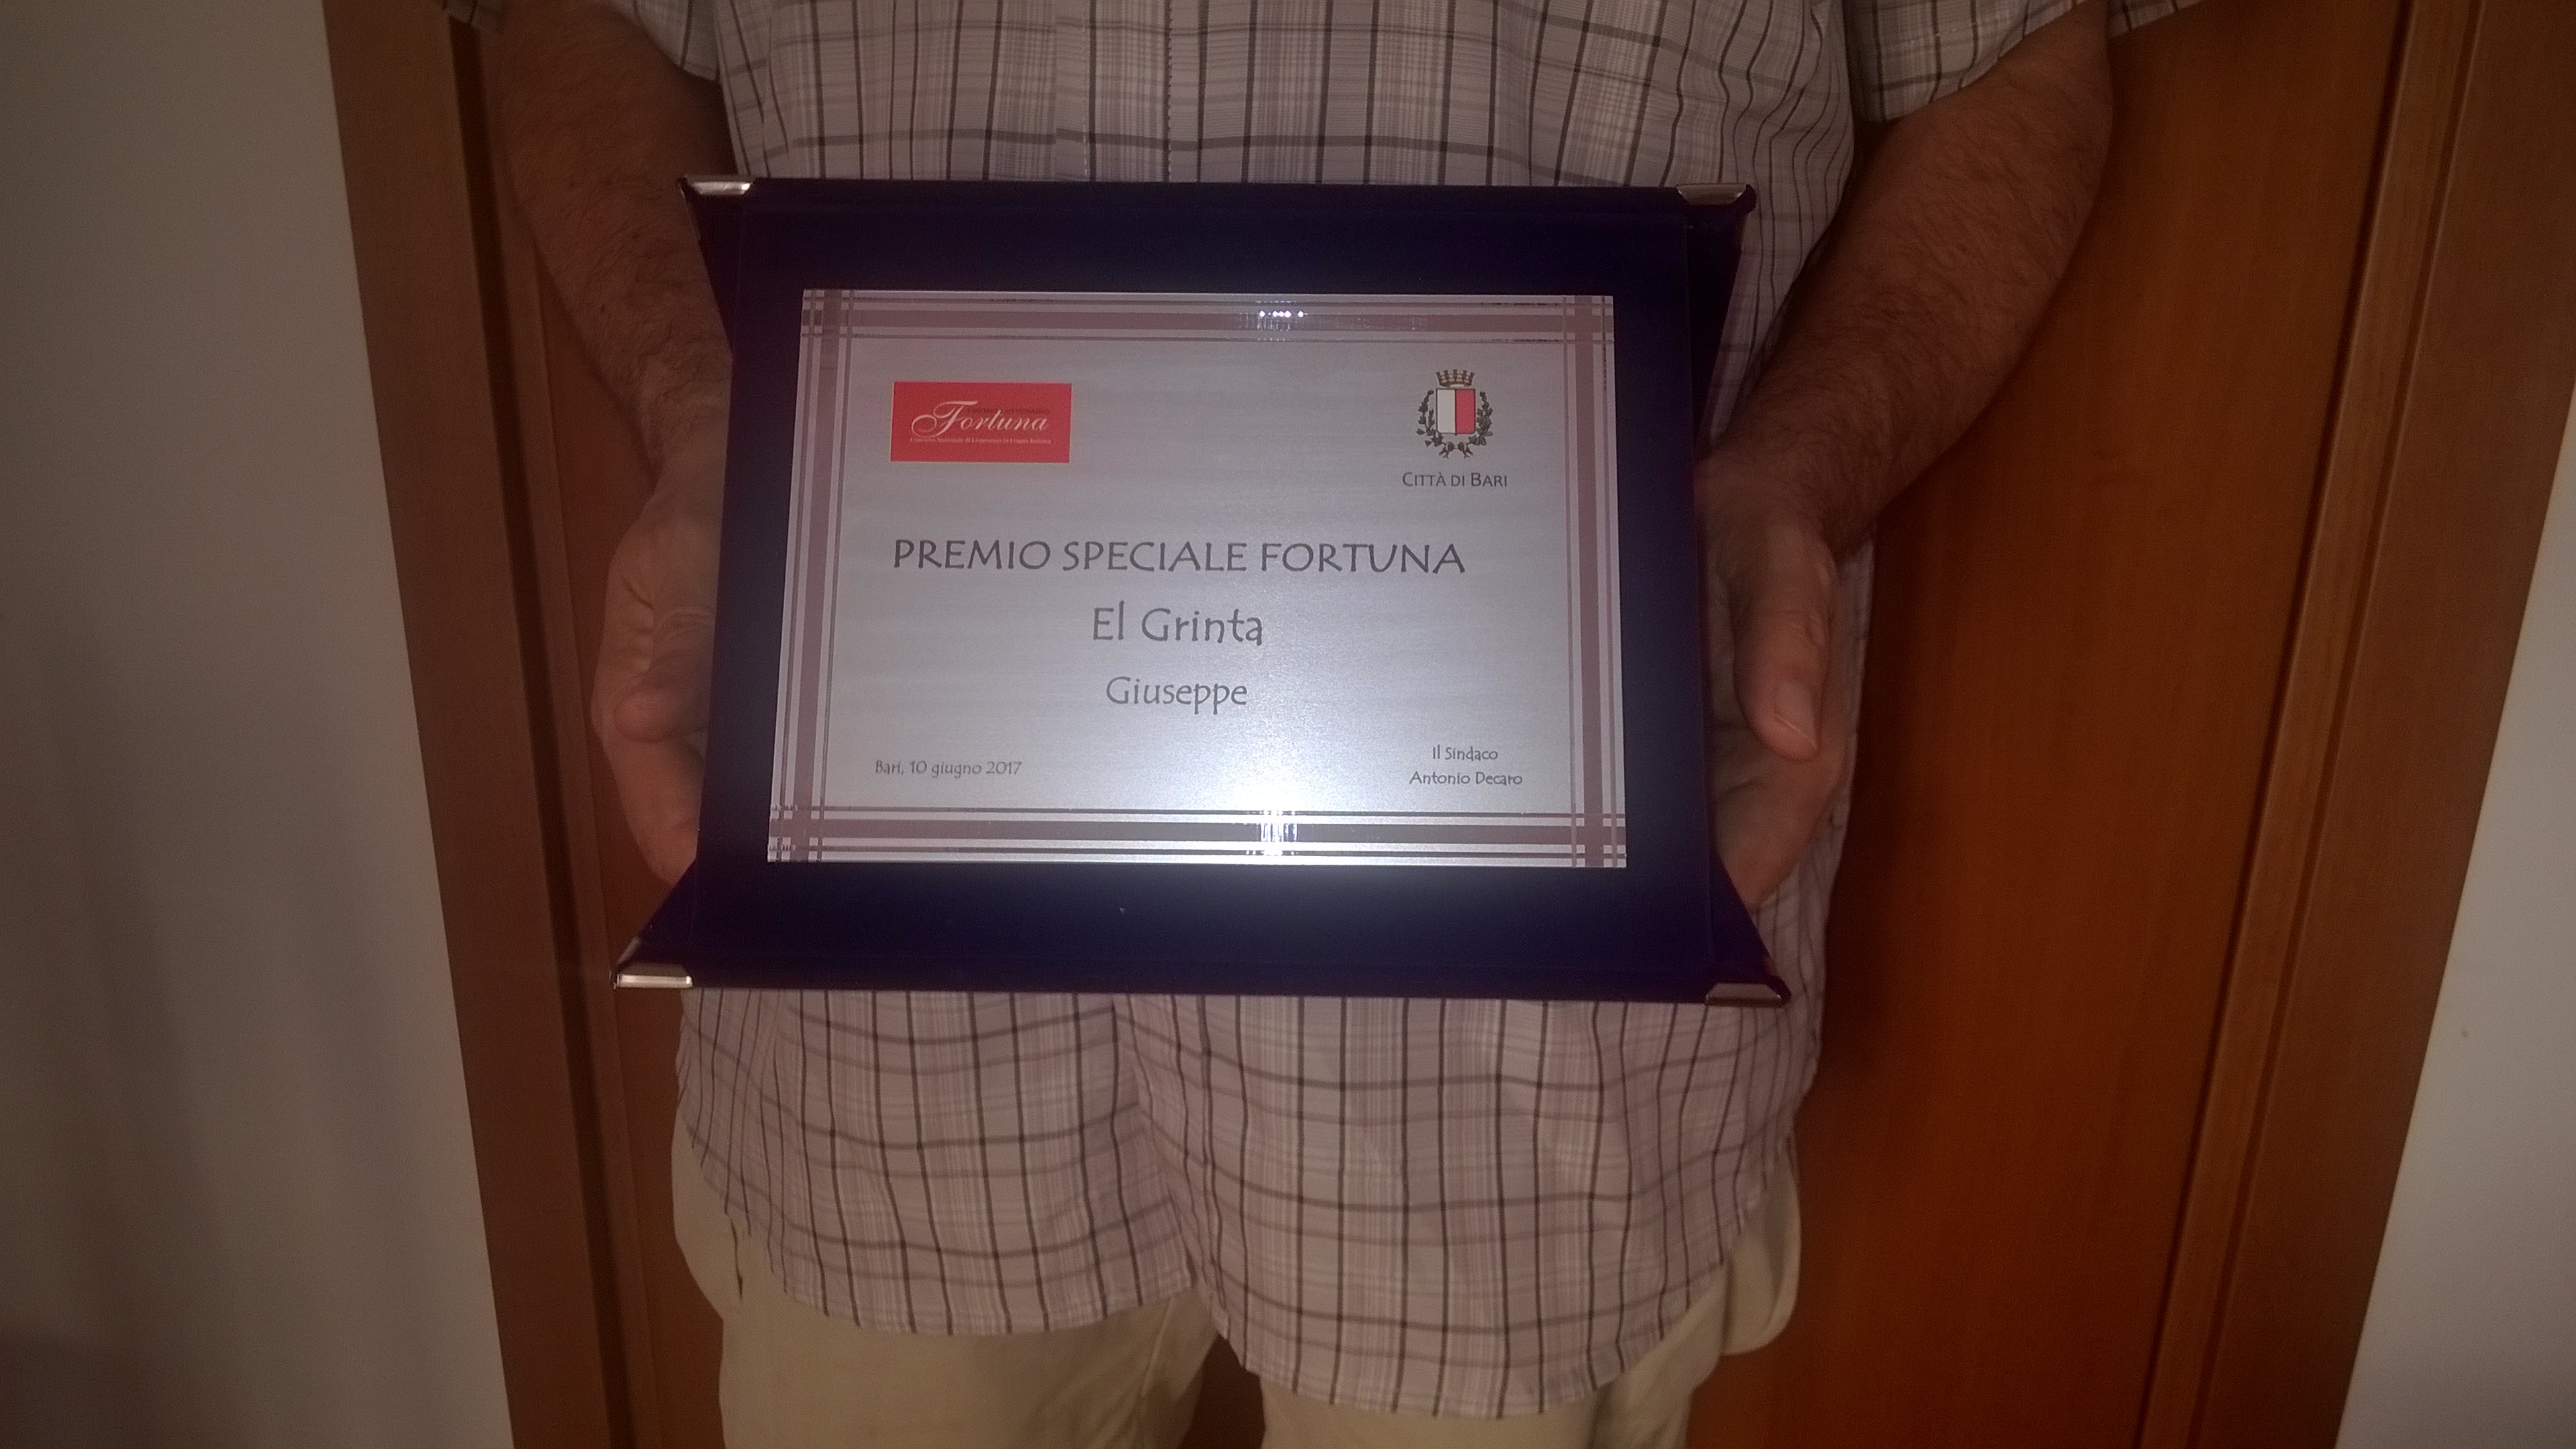 Fortuna
CITTÀ DI BARI
PREMIO SPECIALE FORTUNA
El Grinta
Giuseppe
Bari, 10 giugno 2017
Il Sindaco
Antonio Decaro